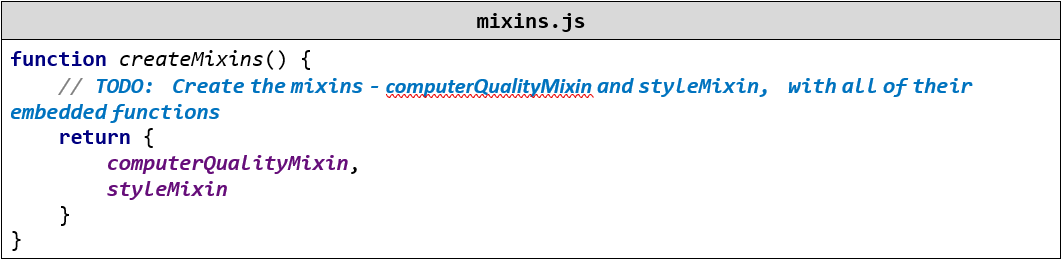 mixins.js
function createMixins() {
    // TODO:  Create the mixins - computerQualityMixin and styleMixin,  with all of their
embedded functions
    return {
        computerQualityMixin,
        styleMixin
    }
}